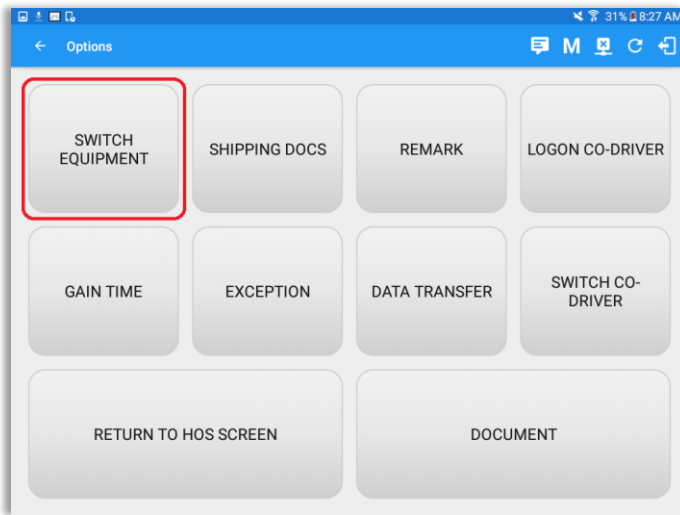 31% 8:27 AM
Options
M
SWITCH
EQUIPMENT
SHIPPING DOCS
REMARK
LOGON CO-DRIVER
GAIN TIME
EXCEPTION
DATA TRANSFER
SWITCH CO-
DRIVER
RETURN TO HOS SCREEN
DOCUMENT